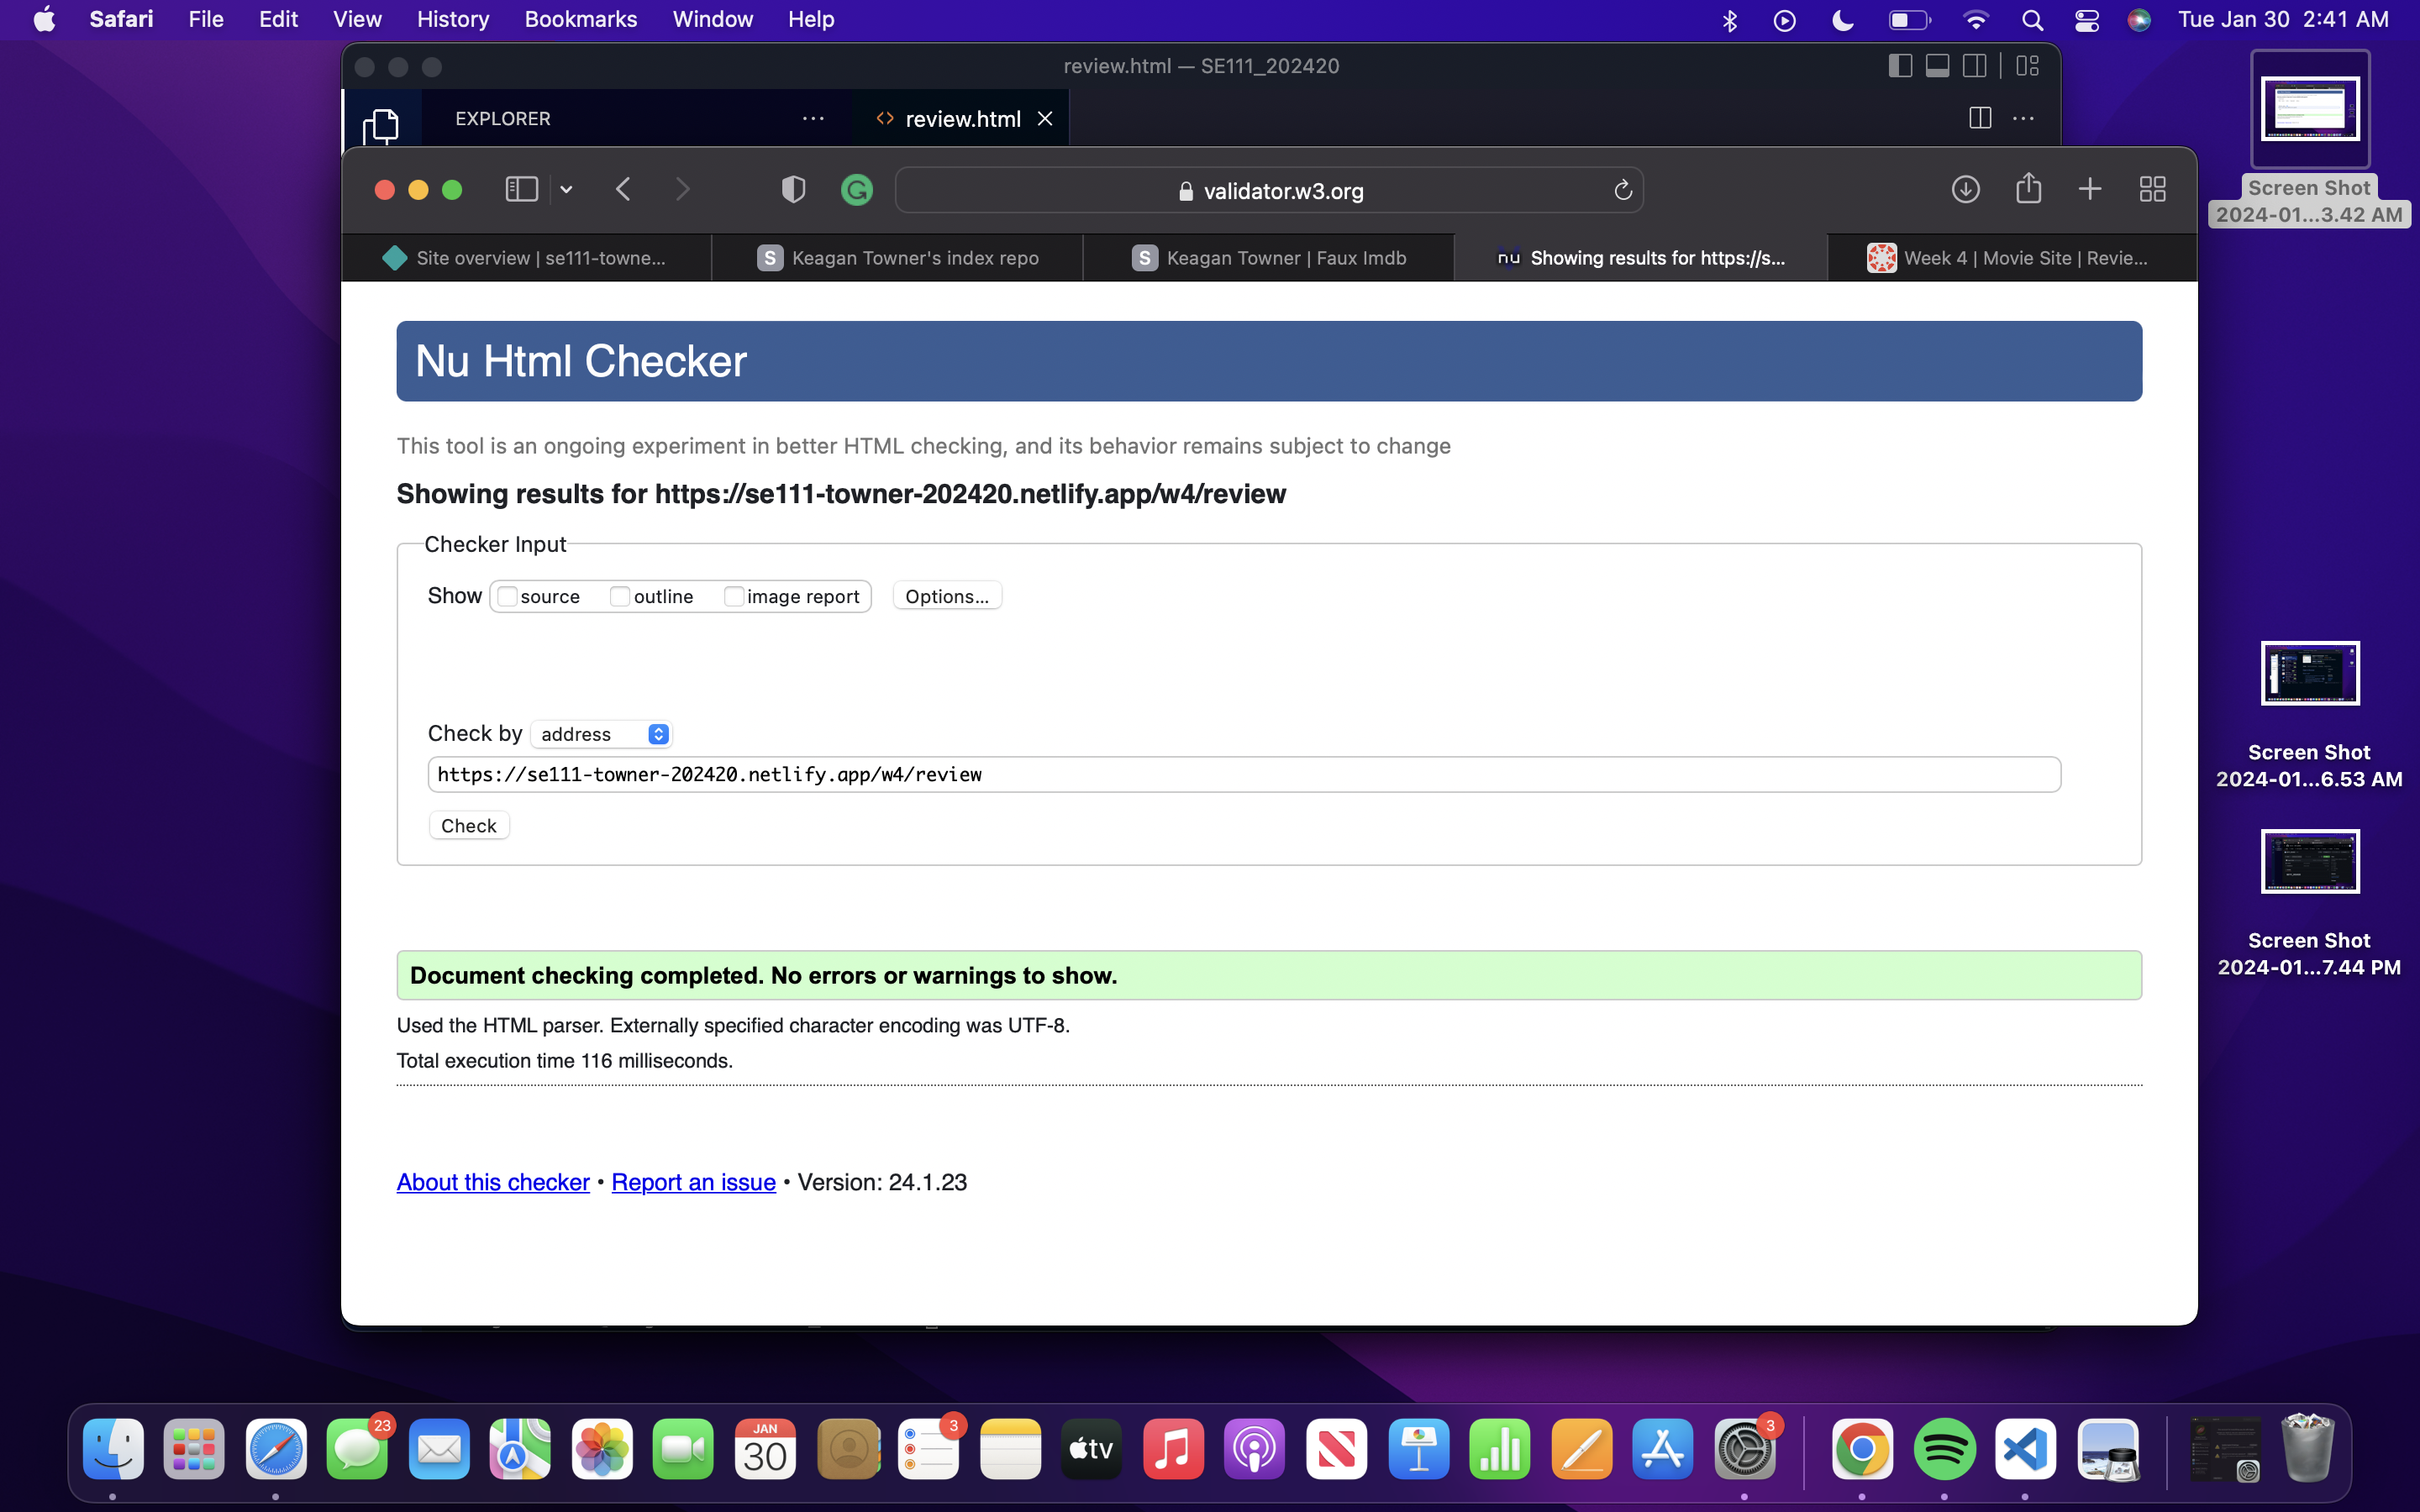 Safari File Edit View History Bookmarks Window Help Tue Jan 30 2:41 AM
review.html — SE111_202420
EXPLORER ... review.html
validator.w3.org
Site overview | se111-towne...
S Keagan Towner's index repo
S Keagan Towner | Faux Imdb
nu Showing results for https://s...
Week 4 | Movie Site | Revie...
Nu Html Checker
This tool is an ongoing experiment in better HTML checking, and its behavior remains subject to change
Showing results for https://se111-towner-202420.netlify.app/w4/review
Checker Input
Show source outline image report Options...
Check by address
https://se111-towner-202420.netlify.app/w4/review
Check
Document checking completed. No errors or warnings to show.
Used the HTML parser. Externally specified character encoding was UTF-8.
Total execution time 116 milliseconds.
About this checker • Report an issue • Version: 24.1.23
Screen Shot
2024-01...3.42 AM
Screen Shot
2024-01...6.53 AM
Screen Shot
2024-01...7.44 PM
23
JAN
30
3
tv
3